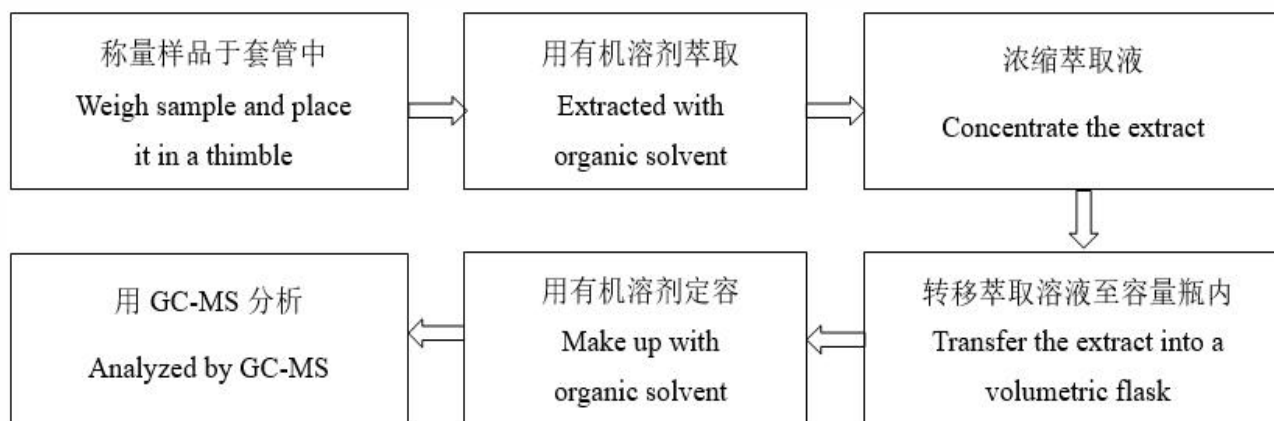 称量样品于套管中
Weigh sample and place
it in a thimble
用有机溶剂萃取
Extracted with
organic solvent
浓缩萃取液
Concentrate the extract
转移萃取溶液至容量瓶内
Transfer the extract into a
volumetric flask
用有机溶剂定容
Make up with
organic solvent
用 GC-MS 分析
Analyzed by GC-MS